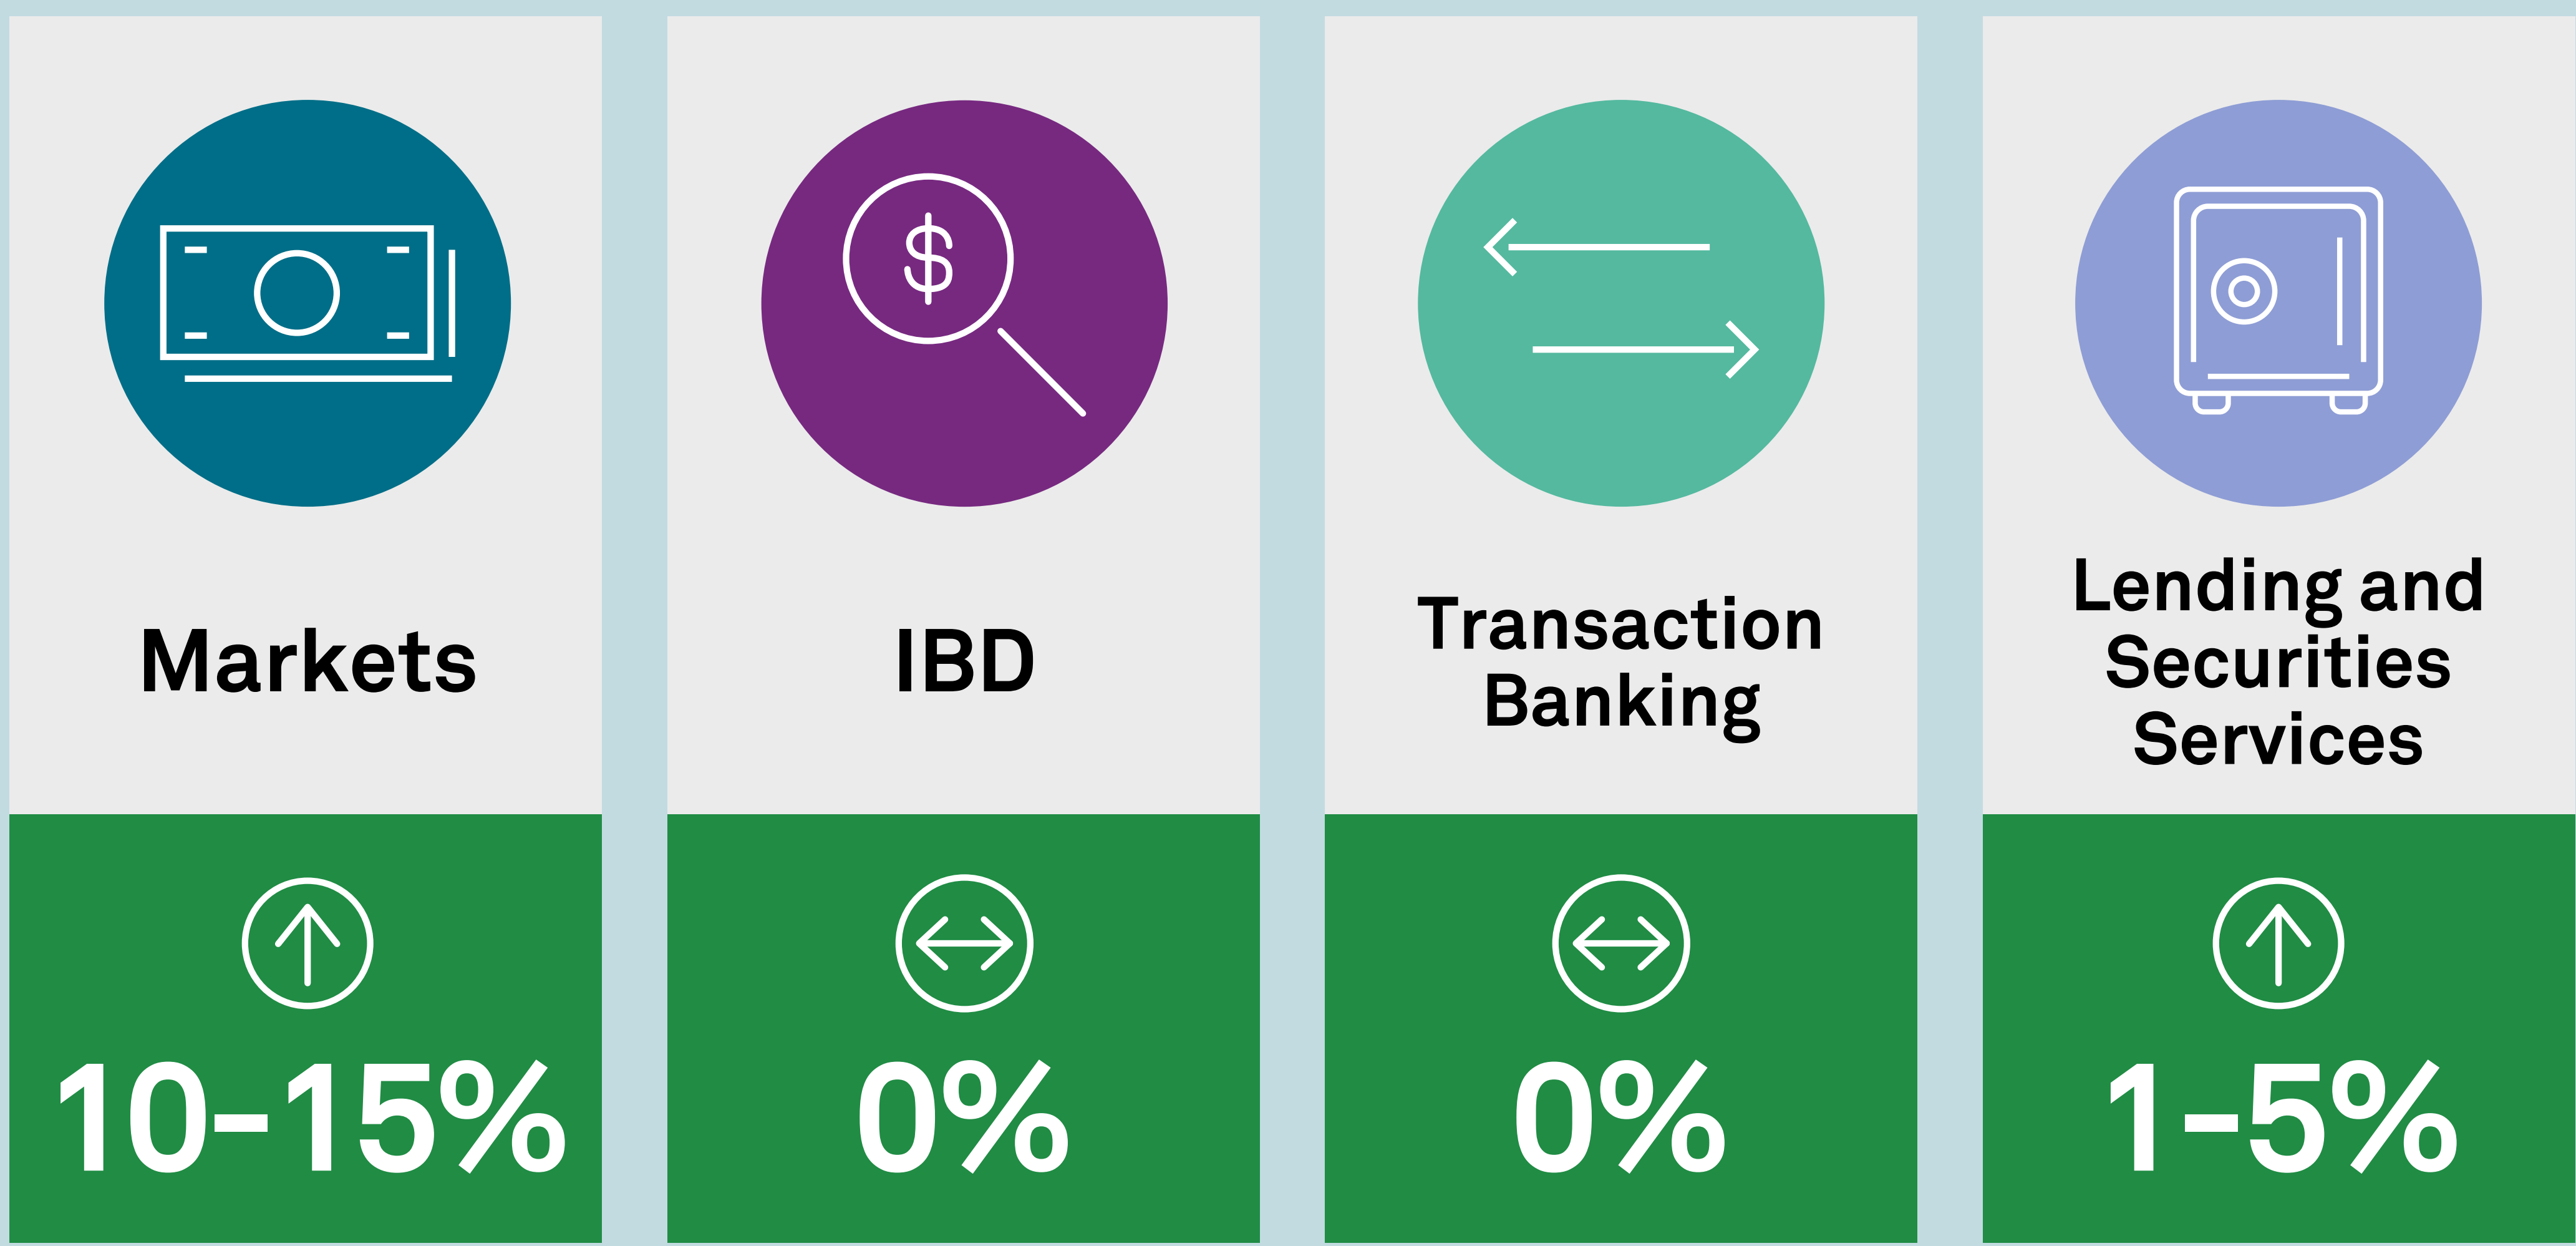 Markets
IBD
Transaction
Banking
Lending and
Securities
Services
10-15%
0%
0%
1-5%